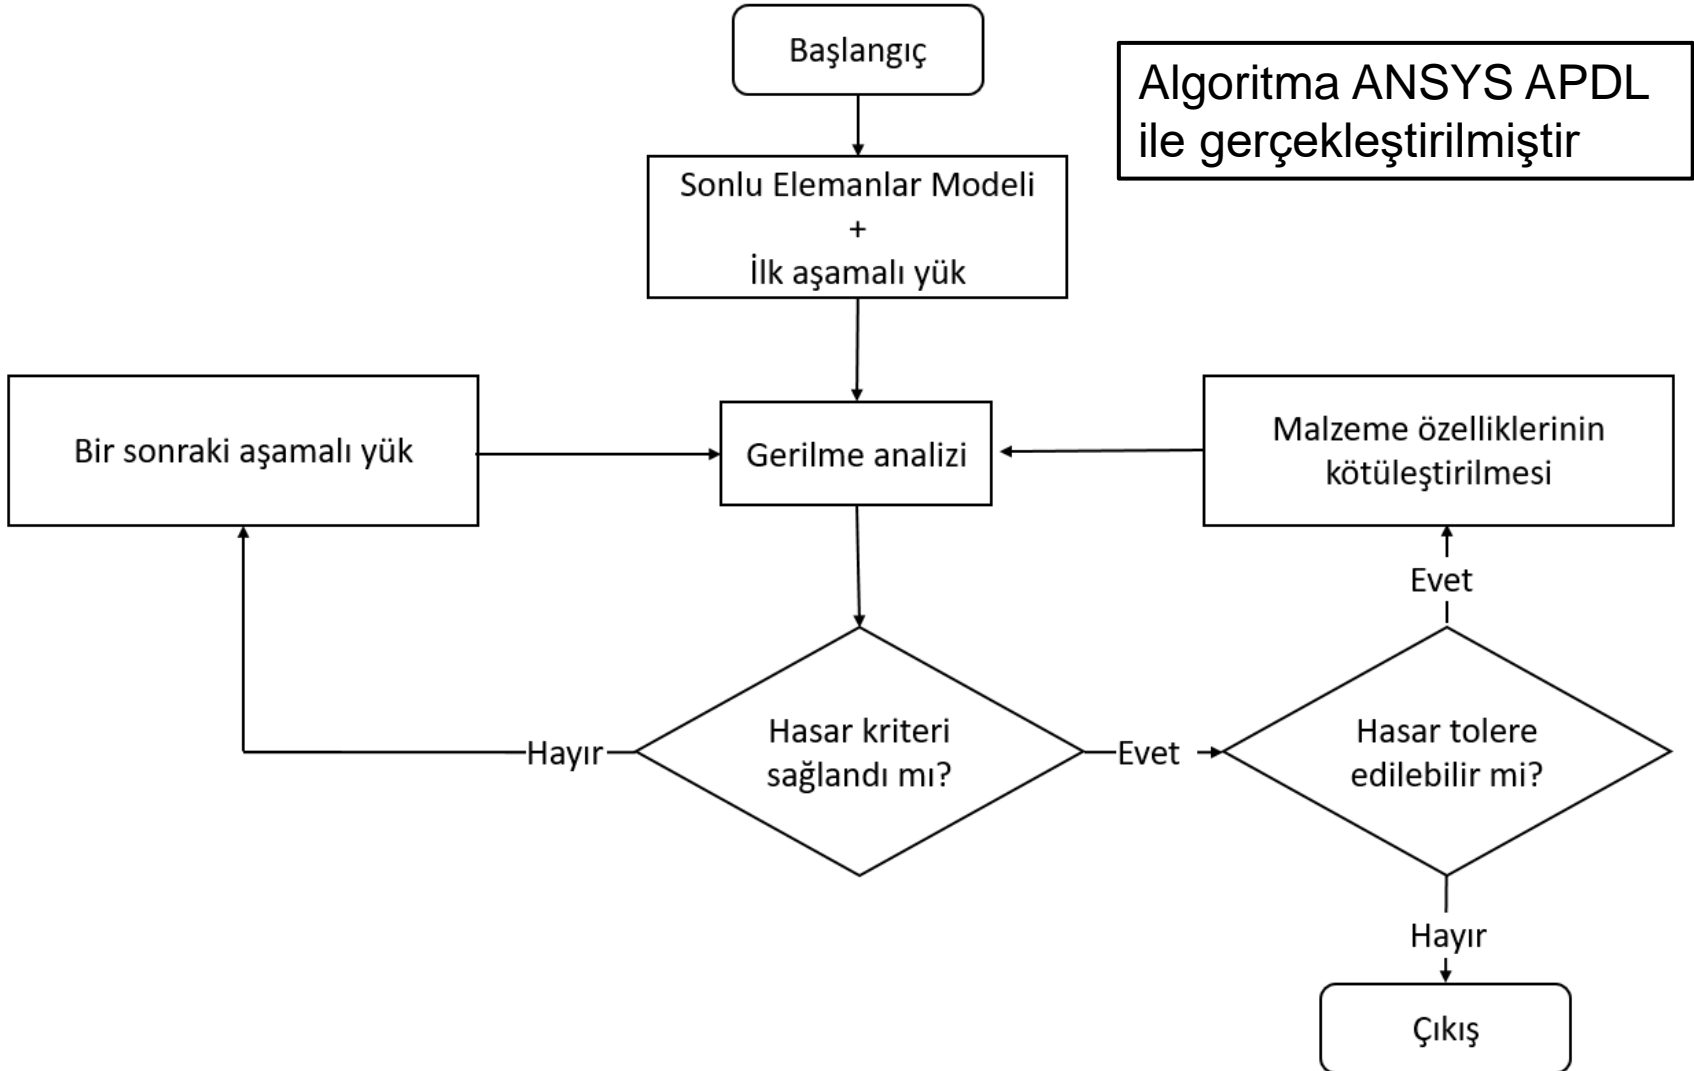 Başlangıç
Algoritma ANSYS APDL
ile gerçekleştirilmiştir
Sonlu Elemanlar Modeli
+
İlk aşamalı yük
Bir sonraki aşamalı yük
Gerilme analizi
Malzeme özelliklerinin
kötüleştirilmesi
Evet
Hayır
Hasar kriteri
sağlandı mı?
Evet
Hasar tolere
edilebilir mi?
Hayır
Çıkış